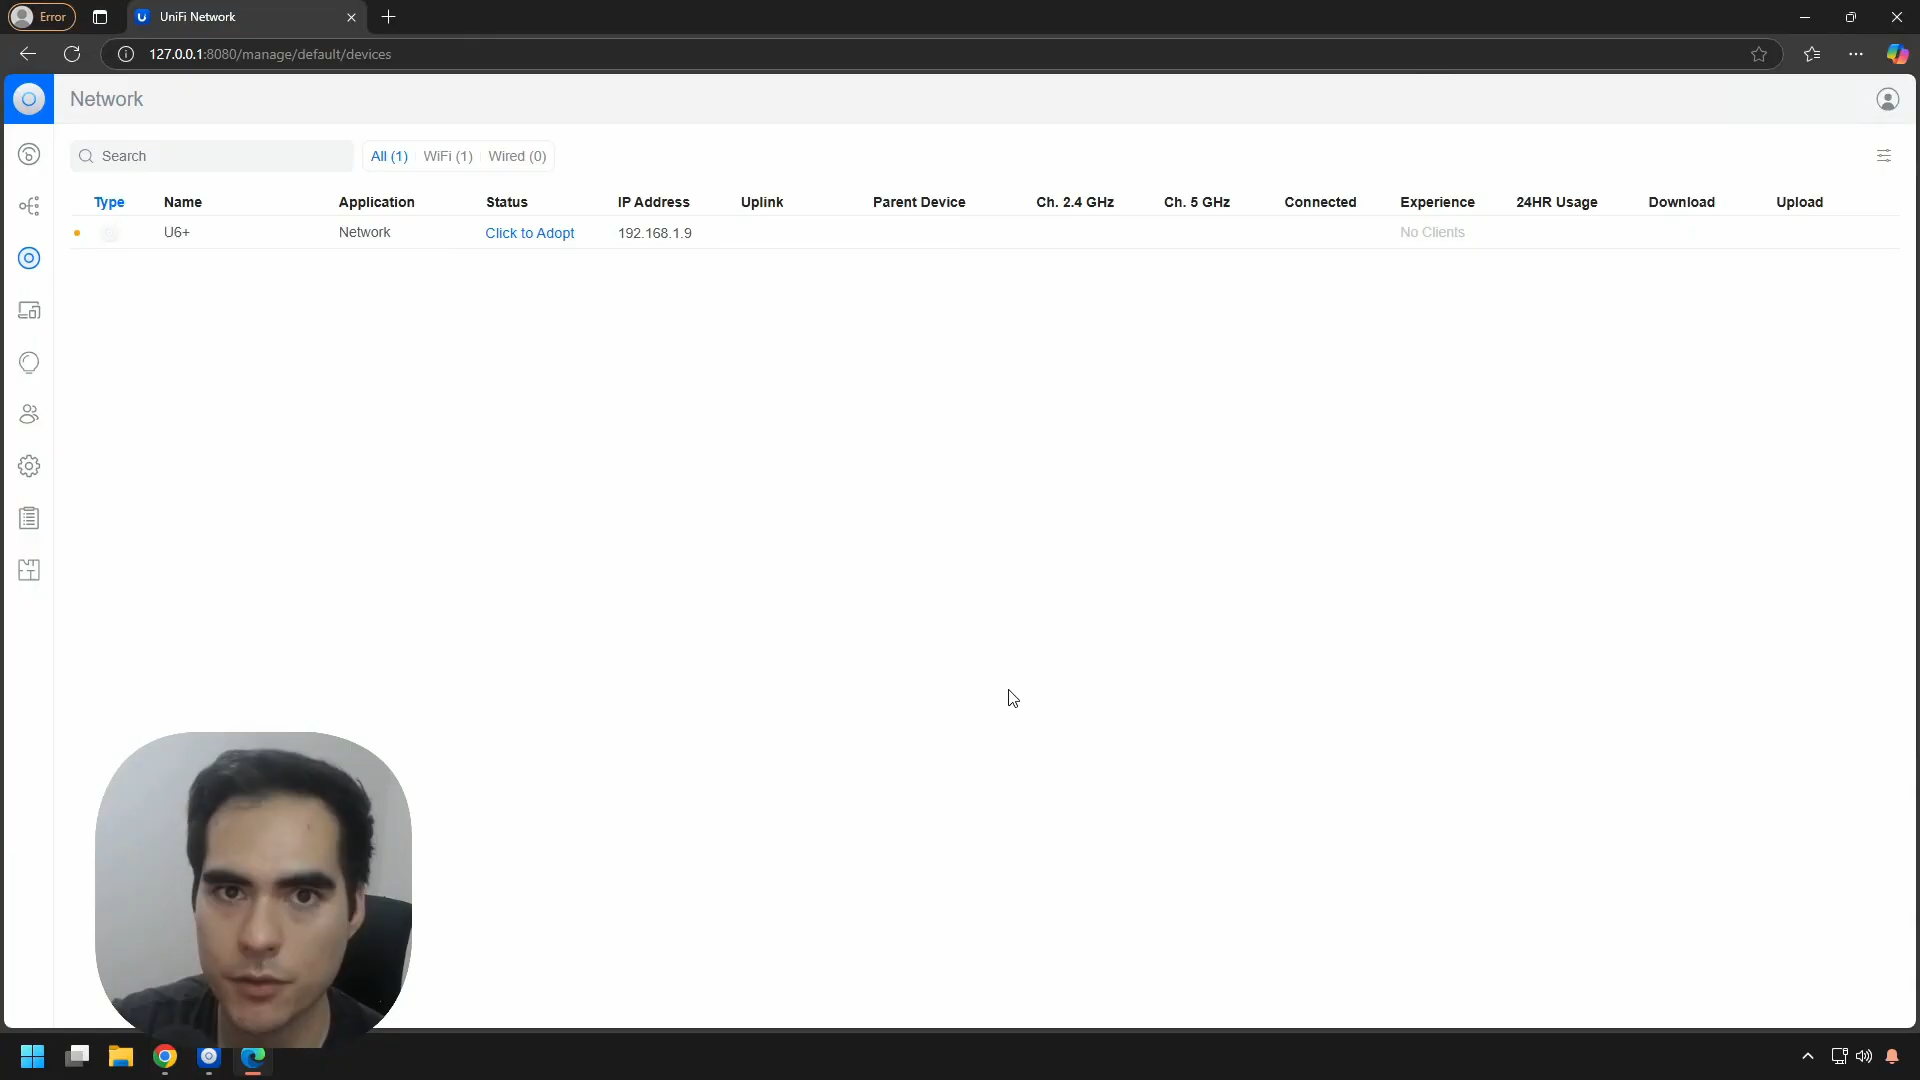 Error
UniFi Network
127.0.0.1:8080/manage/default/devices
Network
Search
All (1) WiFi (1) Wired (0)
Type Name Application Status IP Address Uplink Parent Device Ch. 2.4 GHz Ch. 5 GHz Connected Experience 24HR Usage Download Upload
U6+ Network Click to Adopt 192.168.1.9 No Clients